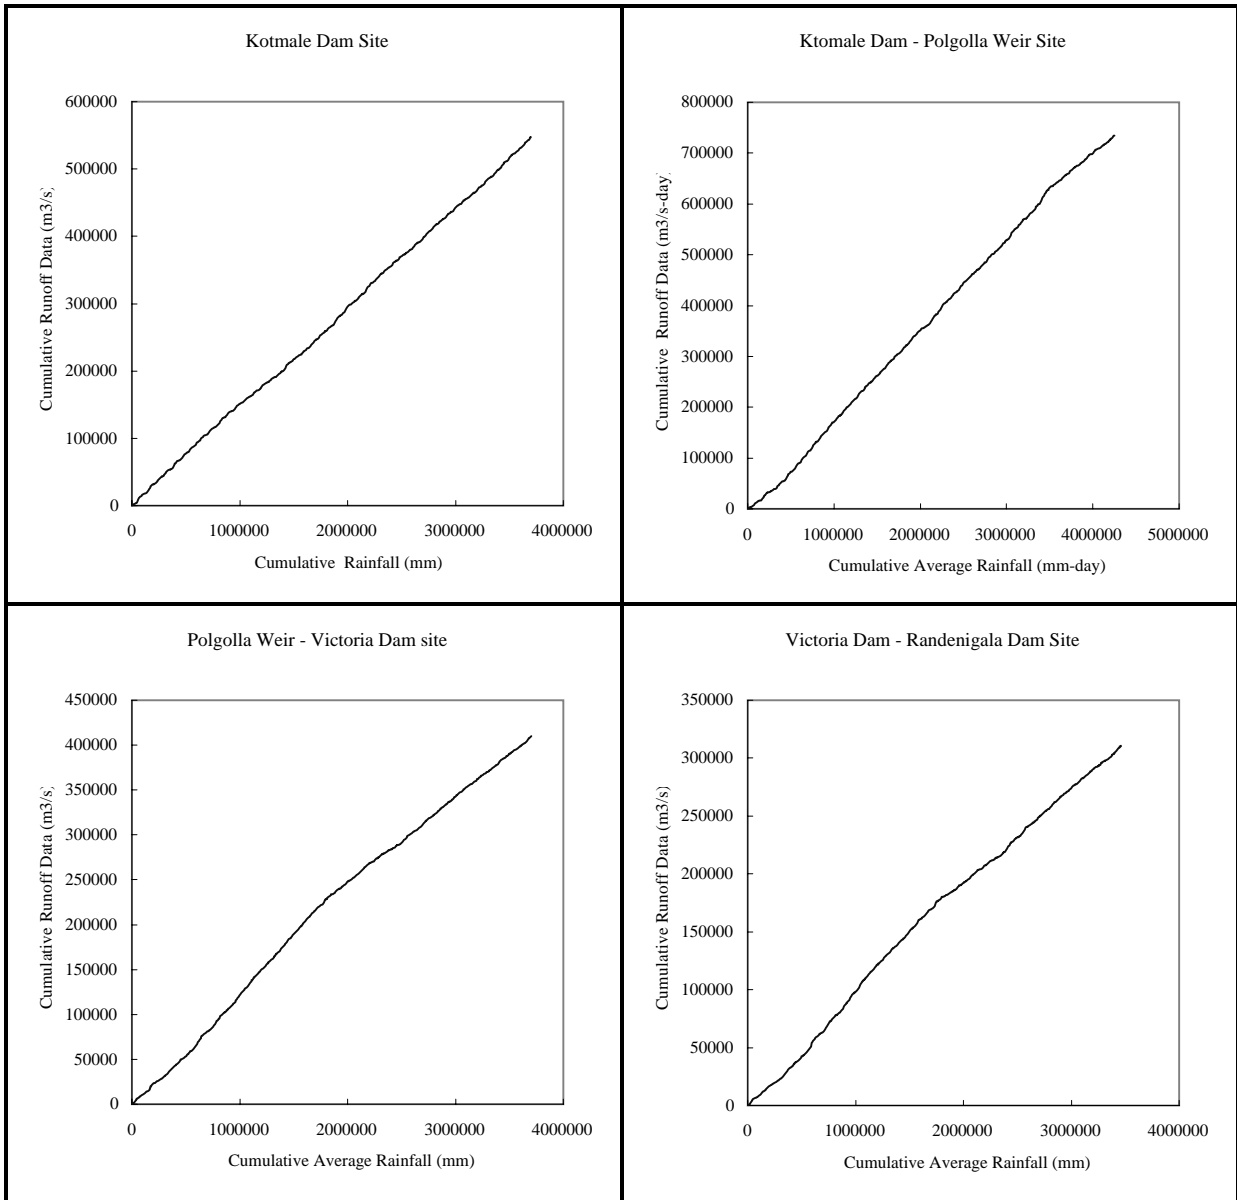 Kotmale Dam Site
600000
500000
400000
300000
200000
100000
0
0 1000000 2000000 3000000 4000000
Cumulative Runoff Data (m3/s)
Cumulative Rainfall (mm)
Ktomale Dam - Polgolla Weir Site
800000
700000
600000
500000
400000
300000
200000
100000
0
0 1000000 2000000 3000000 4000000 5000000
Cumulative Runoff Data (m3/s-day)
Cumulative Average Rainfall (mm-day)
Polgolla Weir - Victoria Dam site
450000
400000
350000
300000
250000
200000
150000
100000
50000
0
0 1000000 2000000 3000000 4000000
Cumulative Runoff Data (m3/s)
Cumulative Average Rainfall (mm)
Victoria Dam - Randenigala Dam Site
350000
300000
250000
200000
150000
100000
50000
0
0 1000000 2000000 3000000 4000000
Cumulative Runoff Data (m3/s)
Cumulative Average Rainfall (mm)